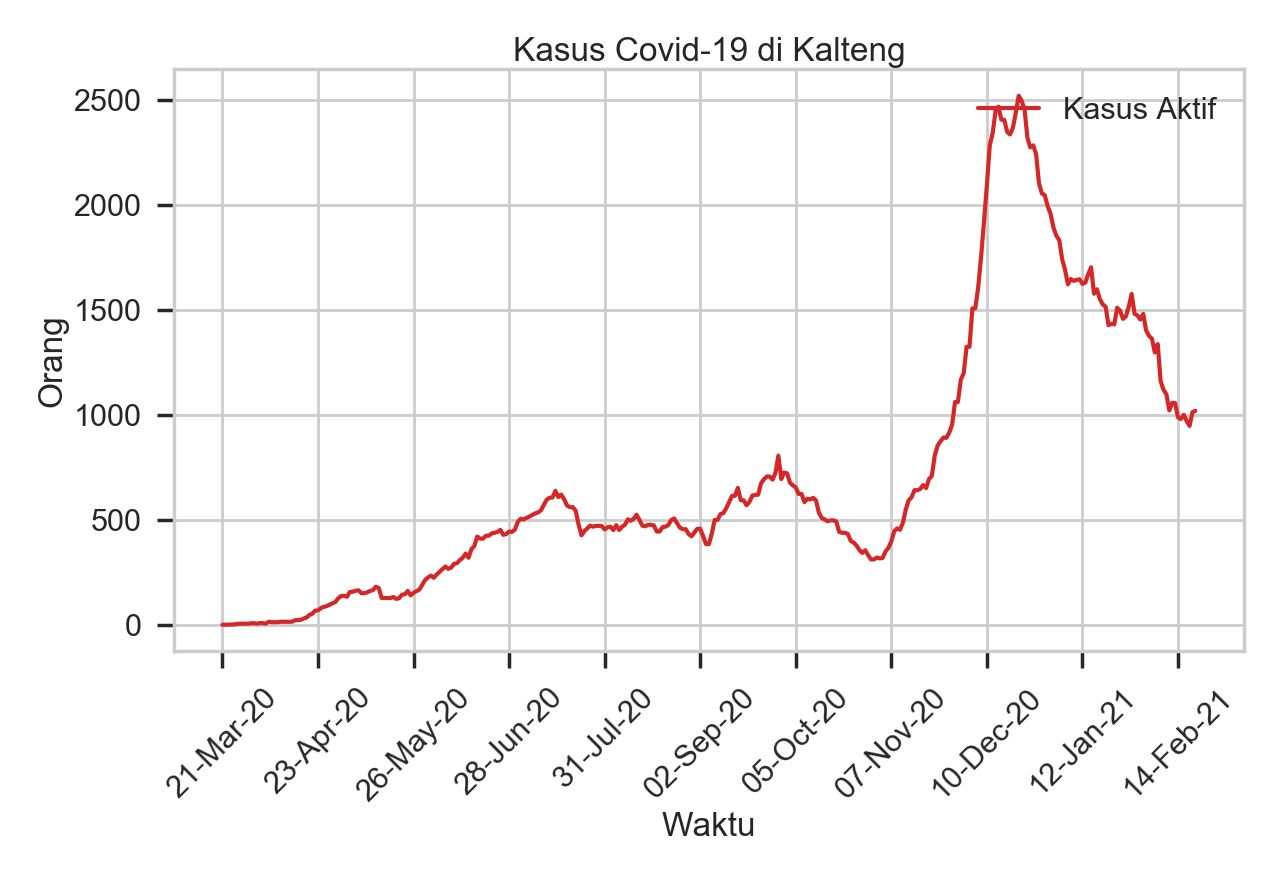 Kasus Covid-19 di Kalteng
Kasus Aktif
2500
2000
1500
1000
500
0
Orang
21-Mar-20
23-Apr-20
26-May-20
28-Jun-20
31-Jul-20
02-Sep-20
05-Oct-20
07-Nov-20
10-Dec-20
12-Jan-21
14-Feb-21
Waktu